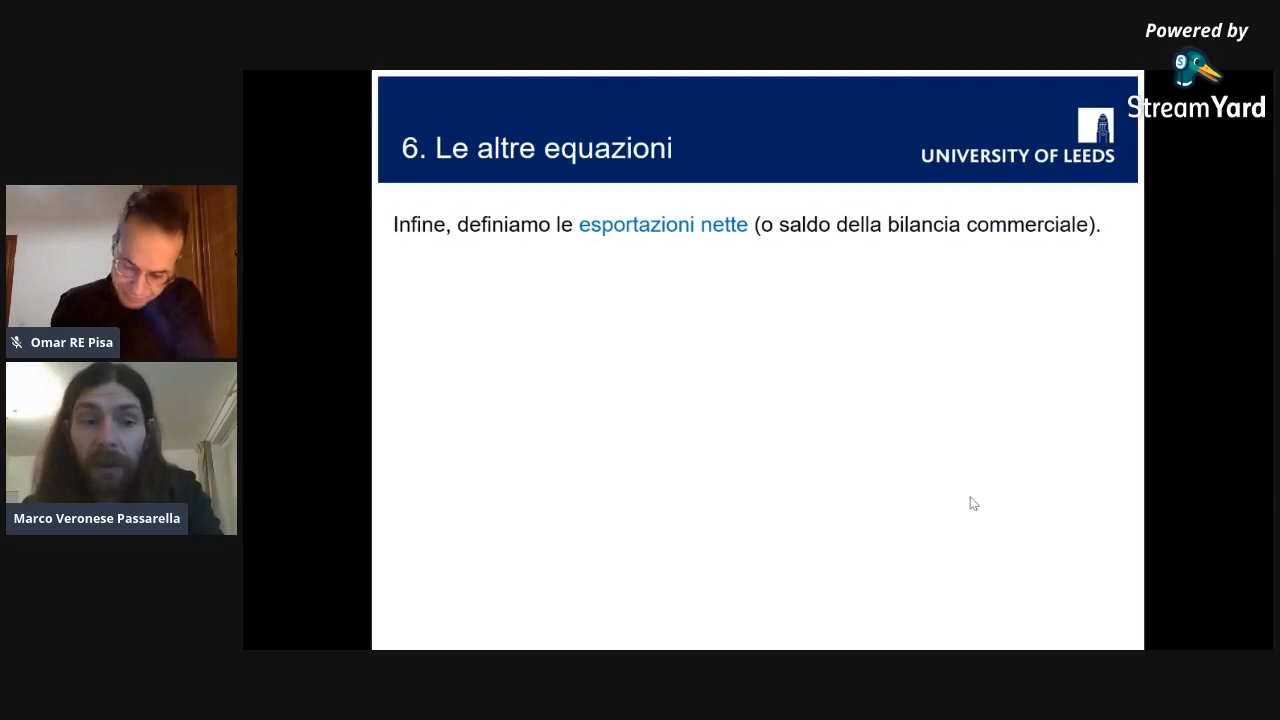 Powered by
StreamYard
6. Le altre equazioni
UNIVERSITY OF LEEDS
Infine, definiamo le esportazioni nette (o saldo della bilancia commerciale).
Omar RE Pisa
Marco Veronese Passarella